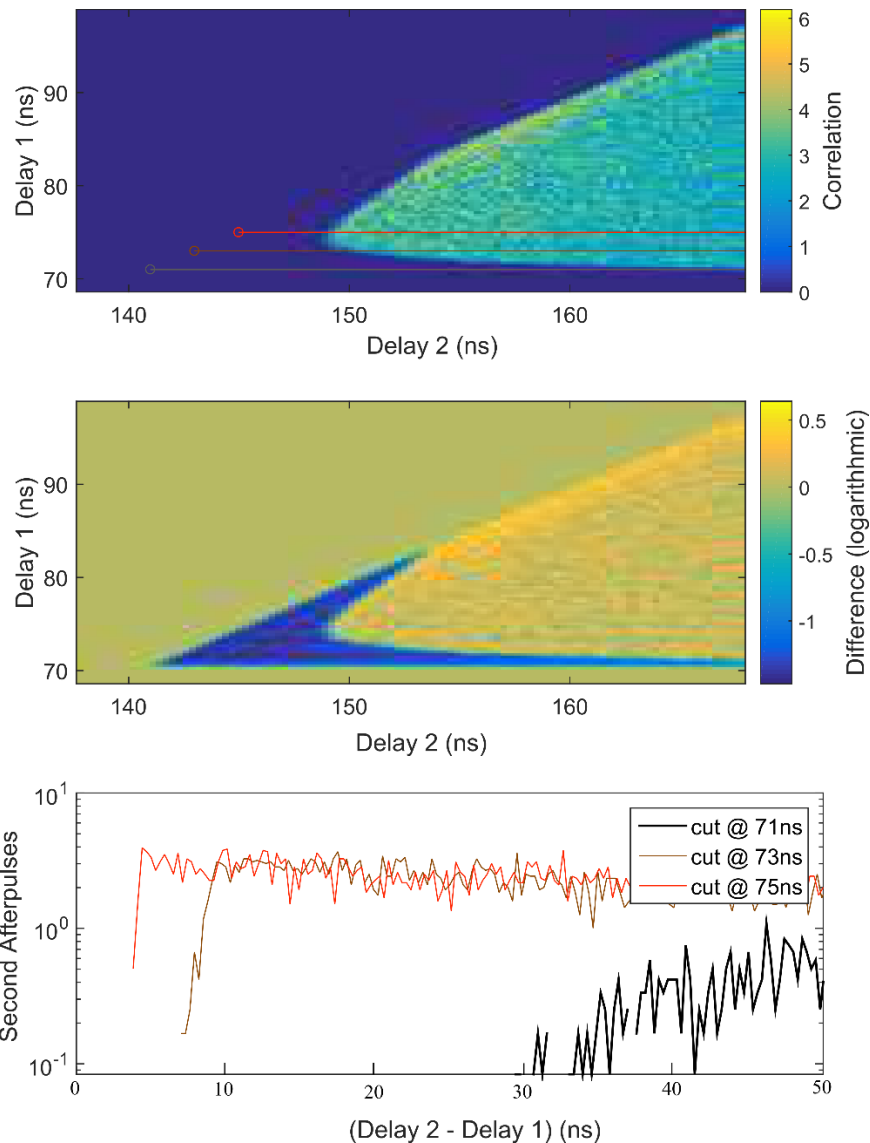 90
80
70
Delay 1 (ns)
140
150
160
Delay 2 (ns)
6
5
4
3
2
1
0
Correlation
90
80
70
Delay 1 (ns)
140
150
160
Delay 2 (ns)
0.5
0
-0.5
-1
Difference (logarithhmic)
10^1
10^0
10^-1
Second Afterpulses
cut @ 71ns
cut @ 73ns
cut @ 75ns
0
10
20
30
40
50
(Delay 2 - Delay 1) (ns)